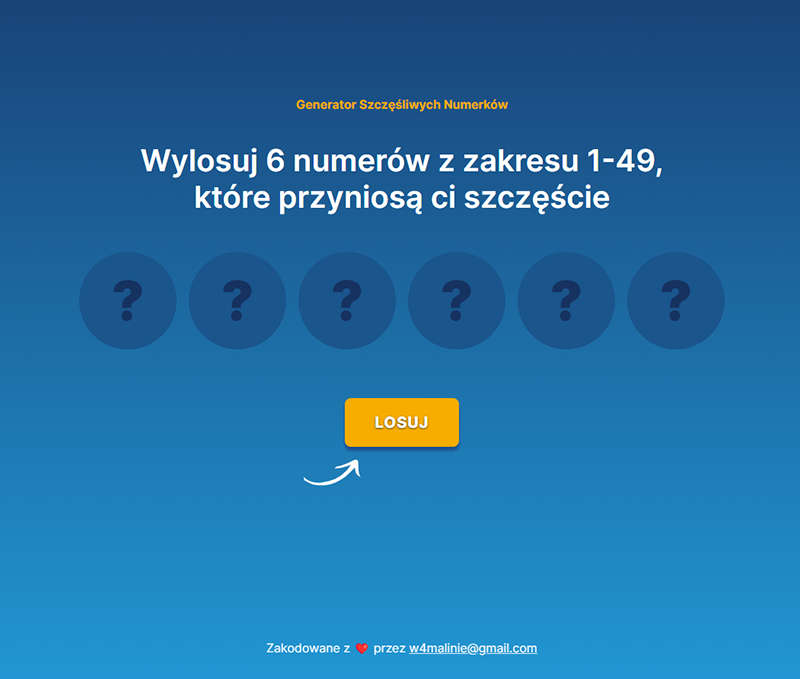 Generator Szczęśliwych Numerków
Wylosuj 6 numerów z zakresu 1-49,
które przyniosą ci szczęście
? ? ? ? ? ?
LOSUJ
Zakodowane z ❤️ przez w4malinie@gmail.com